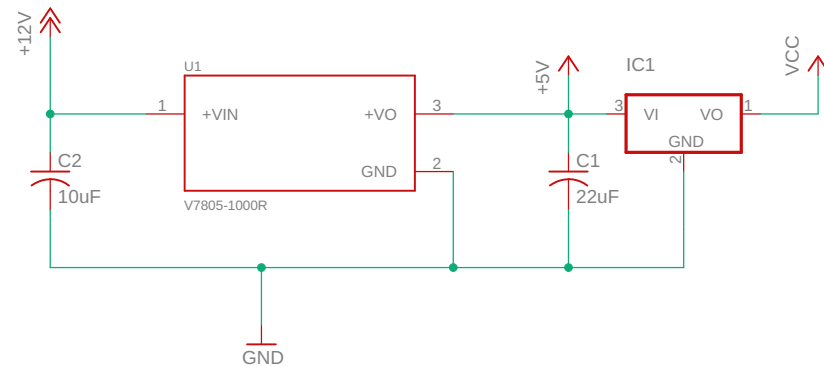 +12V
U1
+5V
IC1
VCC
1
+VIN
+VO
3
3
VI
VO
1
GND
2
C2
10uF
GND
2
C1
22uF
V7805-1000R
GND